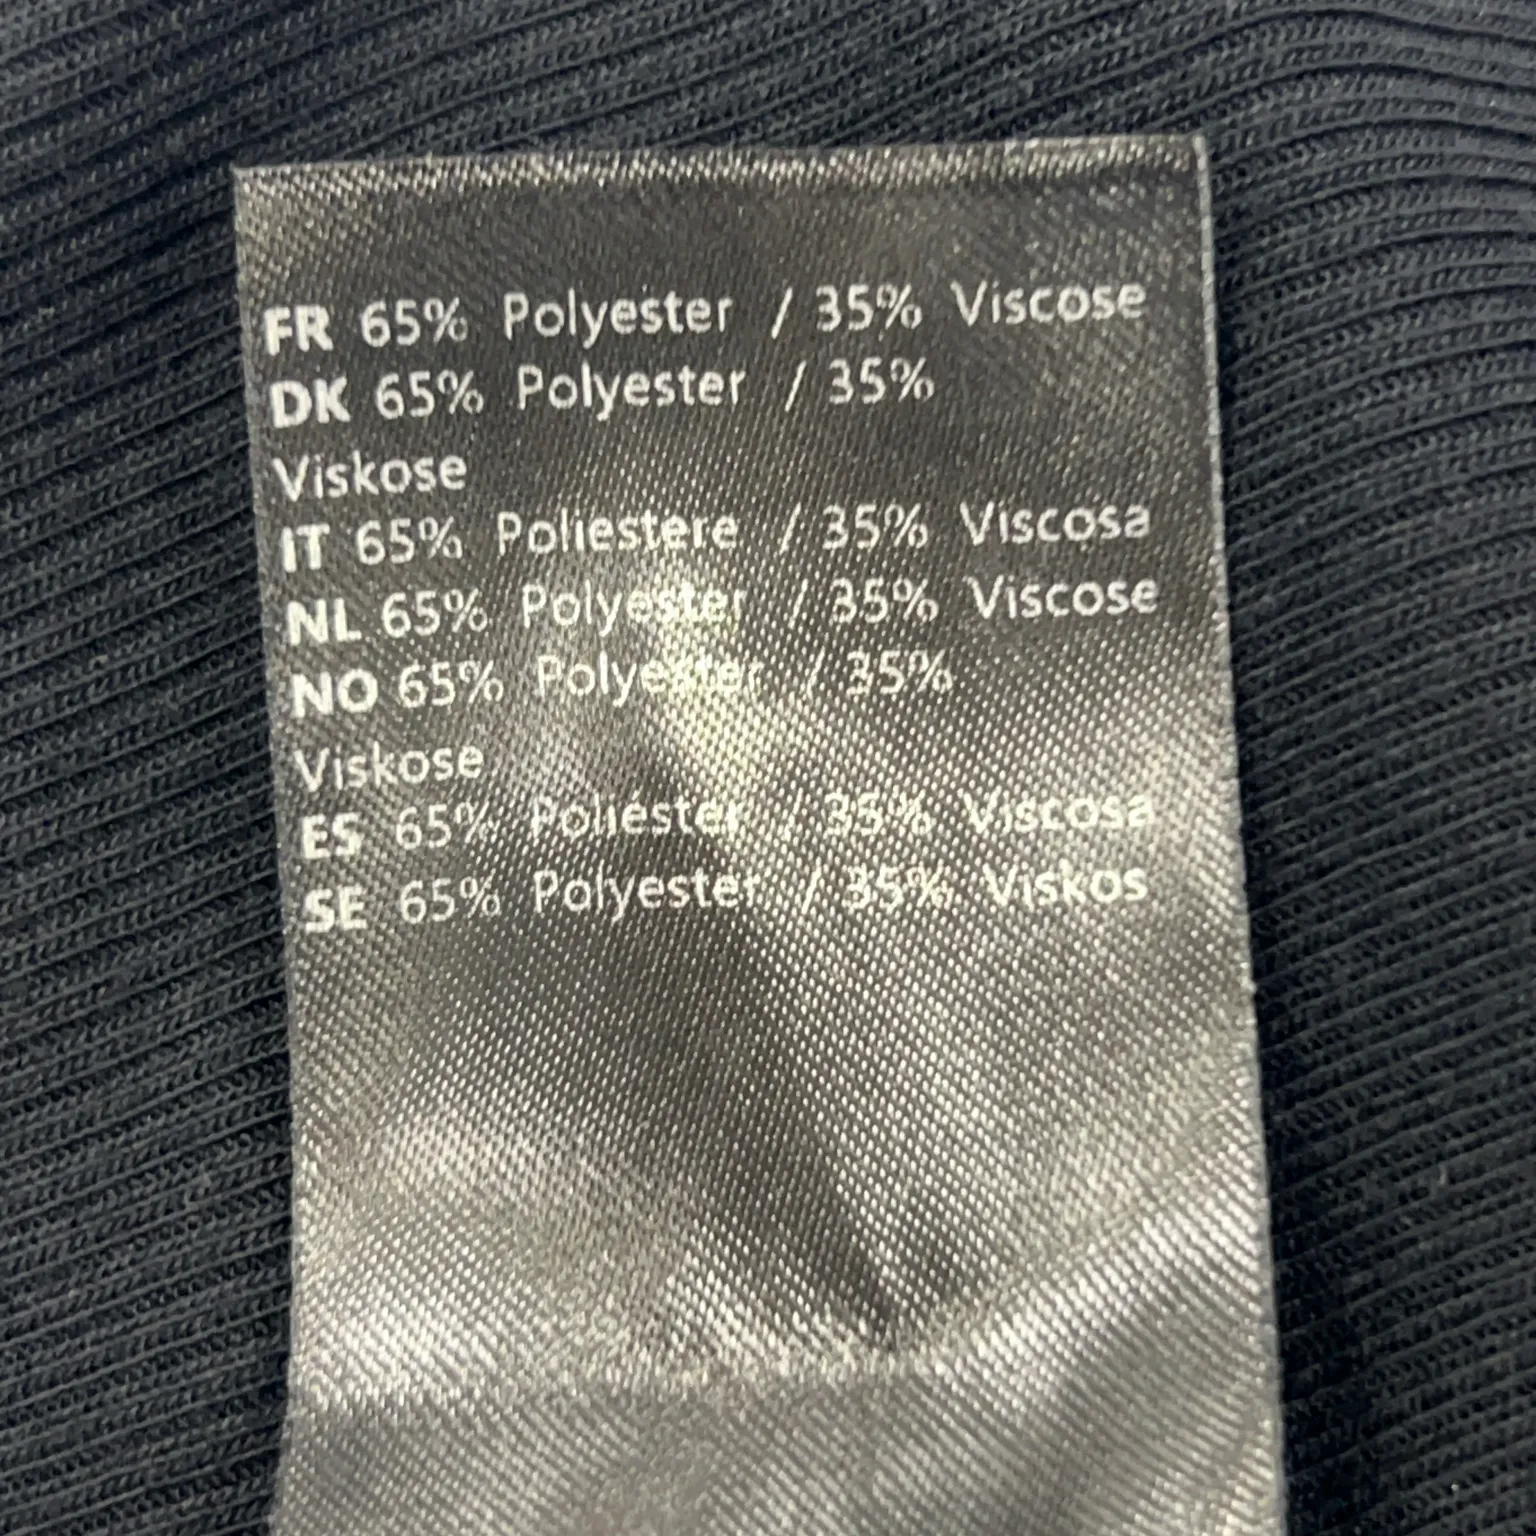 FR 65% Polyester / 35% Viscose
DK 65% Polyester / 35%
Viskose
IT 65% Poliestere / 35% Viscosa
NL 65% Polyester / 35% Viscose
NO 65% Polyester / 35%
Viskose
ES 65% Poliéster / 35% Viscosa
SE 65% Polyester / 35% Viskos